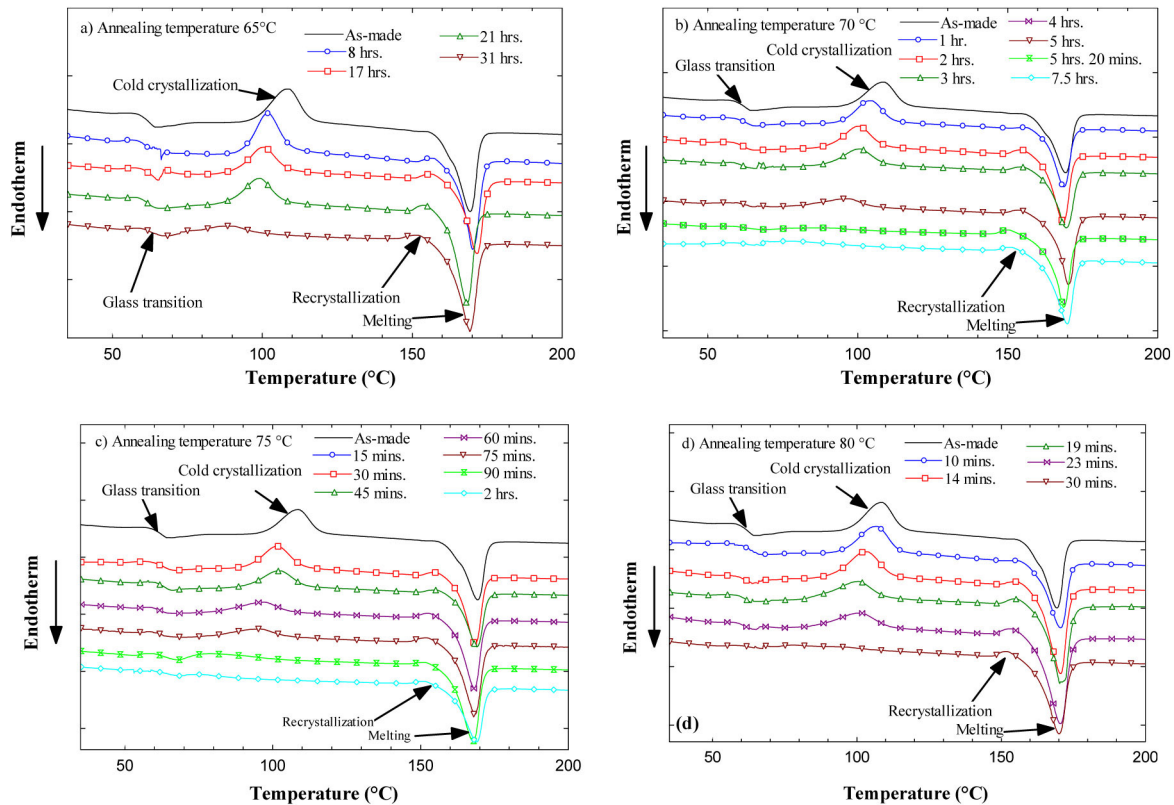 a) Annealing temperature 65°C
As-made
8 hrs.
17 hrs.
21 hrs.
31 hrs.
Cold crystallization
Glass transition
Recrystallization
Melting
Endotherm
50 100 150 200
Temperature (°C)
b) Annealing temperature 70 °C
As-made
1 hr.
2 hrs.
3 hrs.
4 hrs.
5 hrs.
5 hrs. 20 mins.
7.5 hrs.
Glass transition
Cold crystallization
Recrystallization
Melting
Endotherm
50 100 150 200
Temperature (°C)
c) Annealing temperature 75 °C
As-made
15 mins.
30 mins.
45 mins.
60 mins.
75 mins.
90 mins.
2 hrs.
Cold crystallization
Glass transition
Recrystallization
Melting
Endotherm
50 100 150 200
Temperature (°C)
d) Annealing temperature 80 °C
As-made
10 mins.
14 mins.
19 mins.
23 mins.
30 mins.
Cold crystallization
Glass transition
Recrystallization
Melting
(d)
Endotherm
50 100 150 200
Temperature (°C)